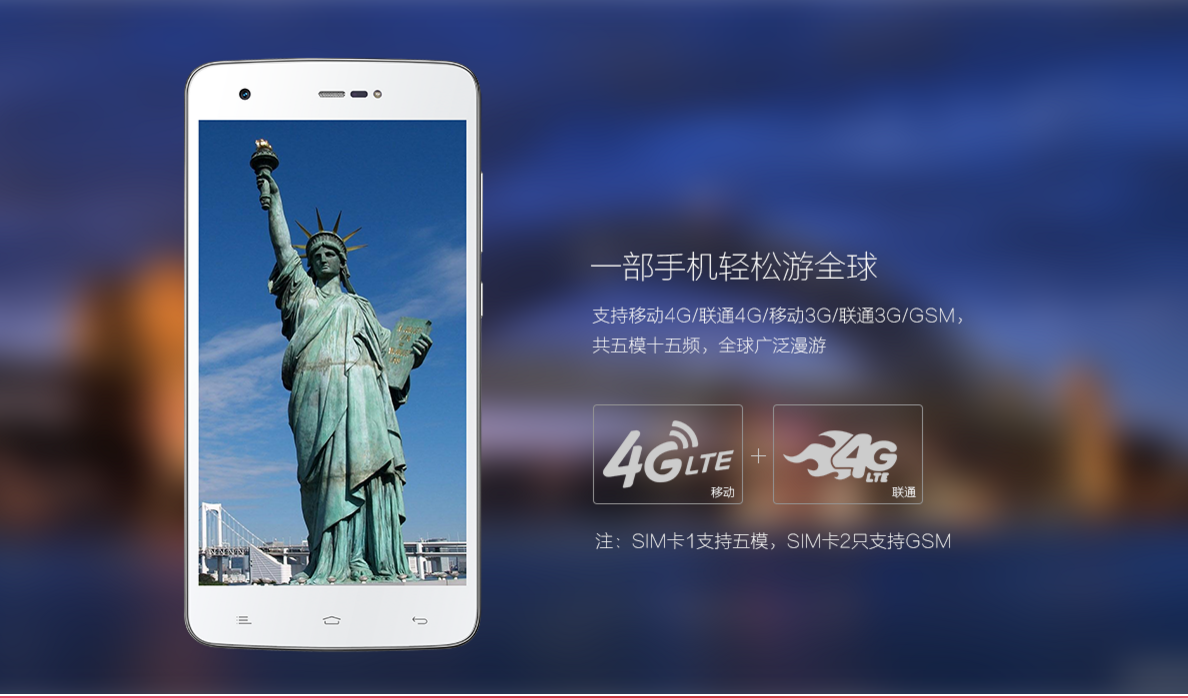 一部手机轻松游全球
支持移动4G/联通4G/移动3G/联通3G/GSM，
共五模十五频，全球广泛漫游
4G LTE
移动
+
4G
LTE
联通
注：SIM卡1支持五模，SIM卡2只支持GSM